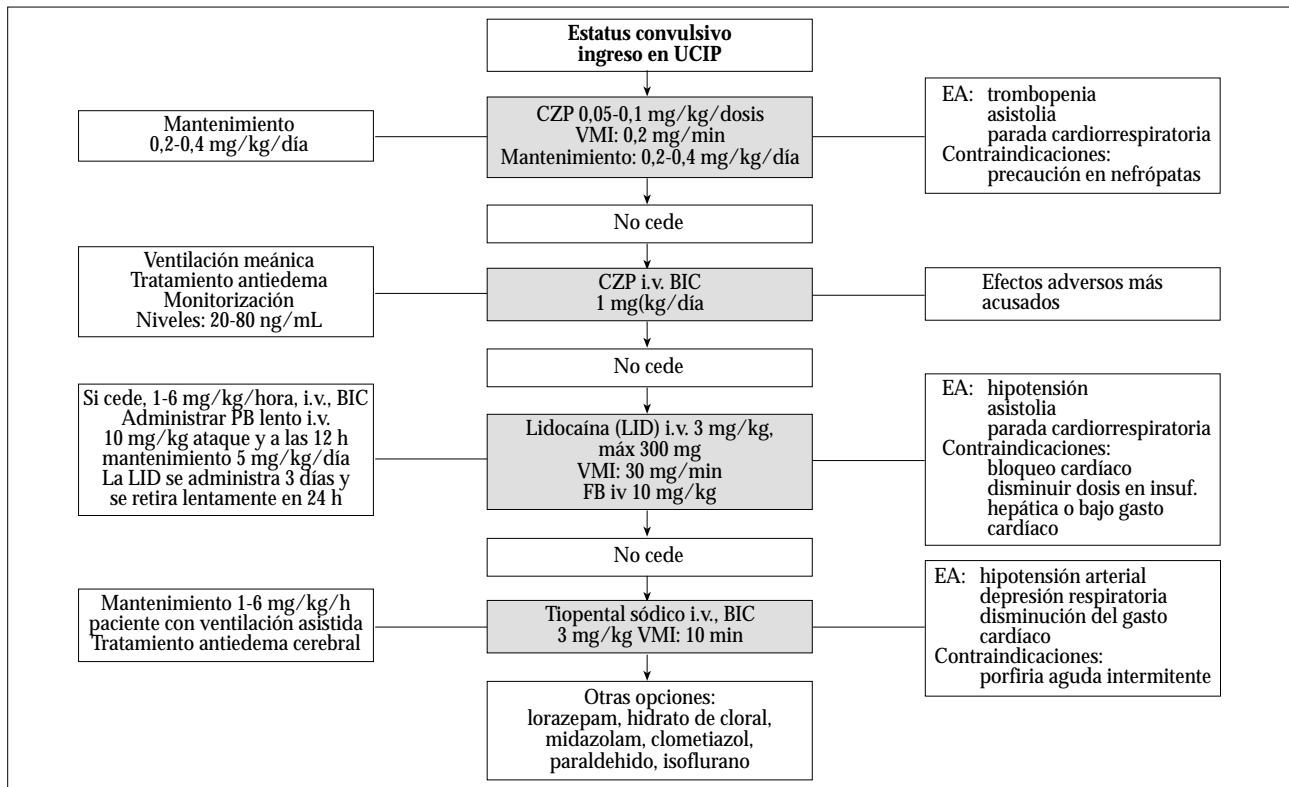 Estatus convulsivo
ingreso en UCIP
Mantenimiento
0,2-0,4 mg/kg/día
CZP 0,05-0,1 mg/kg/dosis
VMI: 0,2 mg/min
Mantenimiento: 0,2-0,4 mg/kg/día
EA: trombopenia
asistolia
parada cardiorrespiratoria
Contraindicaciones:
precaución en nefrópatas
No cede
Ventilación meánica
Tratamiento antiedema
Monitorización
Niveles: 20-80 ng/mL
CZP i.v. BIC
1 mg(kg/día
Efectos adversos más
acusados
No cede
Si cede, 1-6 mg/kg/hora, i.v., BIC
Administrar PB lento i.v.
10 mg/kg ataque y a las 12 h
mantenimiento 5 mg/kg/día
La LID se administra 3 días y
se retira lentamente en 24 h
Lidocaína (LID) i.v. 3 mg/kg,
máx 300 mg
VMI: 30 mg/min
FB iv 10 mg/kg
EA: hipotensión
asistolia
parada cardiorrespiratoria
Contraindicaciones:
bloqueo cardíaco
disminuir dosis en insuf.
hepática o bajo gasto
cardíaco
No cede
Mantenimiento 1-6 mg/kg/h
paciente con ventilación asistida
Tratamiento antiedema cerebral
Tiopental sódico i.v., BIC
3 mg/kg VMI: 10 min
EA: hipotensión arterial
depresión respiratoria
disminución del gasto
cardíaco
Contraindicaciones:
porfiria aguda intermitente
Otras opciones:
lorazepam, hidrato de cloral,
midazolam, clometiazol,
paraldehido, isoflurano